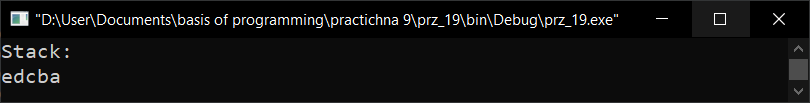 "D:\User\Documents\basis of programming\practichna 9\prz_19\bin\Debug\prz_19.exe"
Stack:
edcba